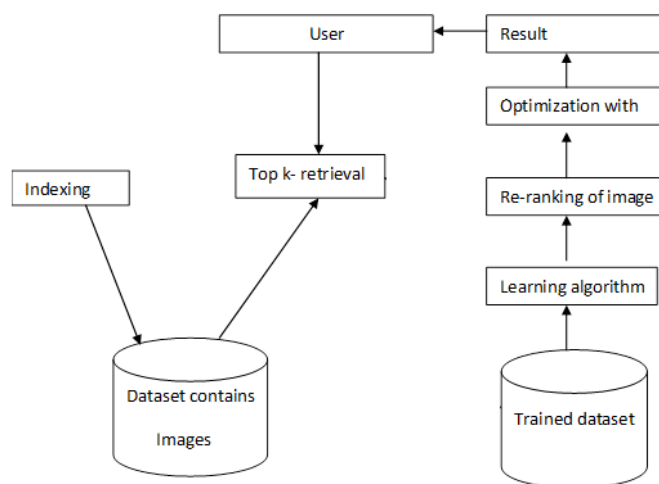 User
Result
Optimization with
Top k- retrieval
Indexing
Re-ranking of image
Learning algorithm
Dataset contains
Images
Trained dataset